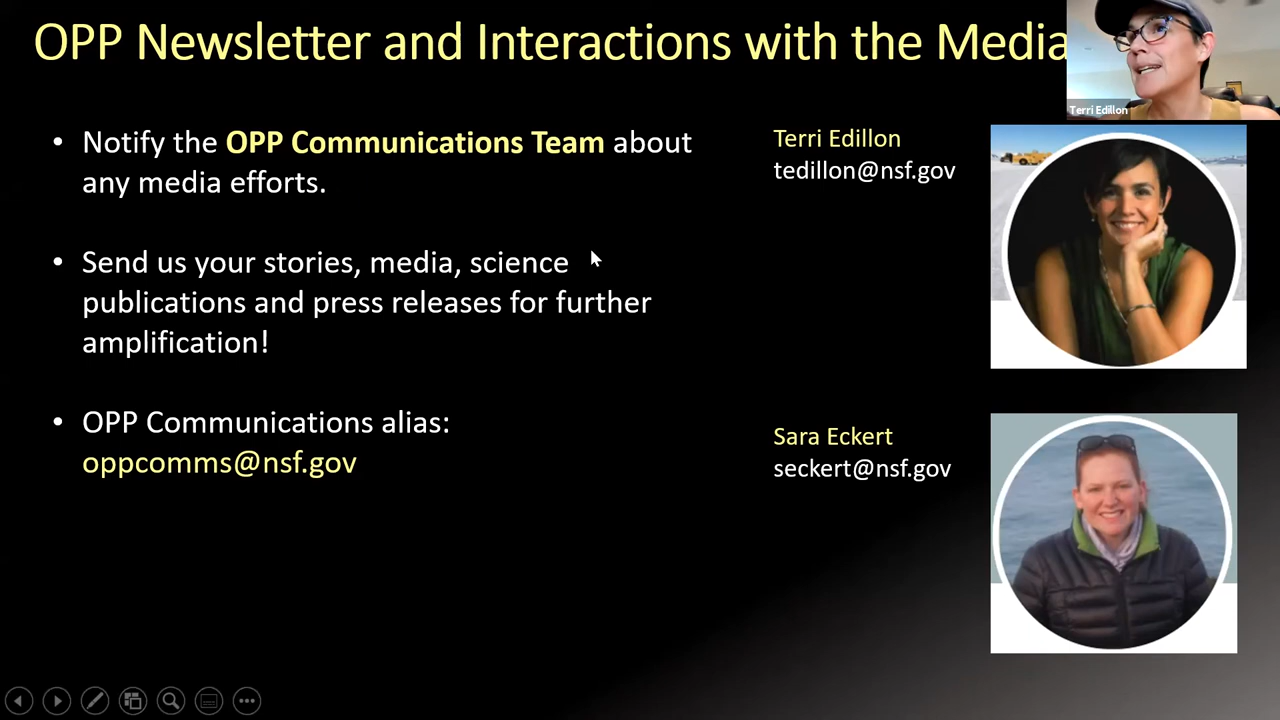 OPP Newsletter and Interactions with the Media
Terri Edillon
• Notify the OPP Communications Team about
any media efforts.
• Send us your stories, media, science
publications and press releases for further
amplification!
• OPP Communications alias:
oppcomms@nsf.gov
Terri Edillon
tedillon@nsf.gov
Sara Eckert
seckert@nsf.gov